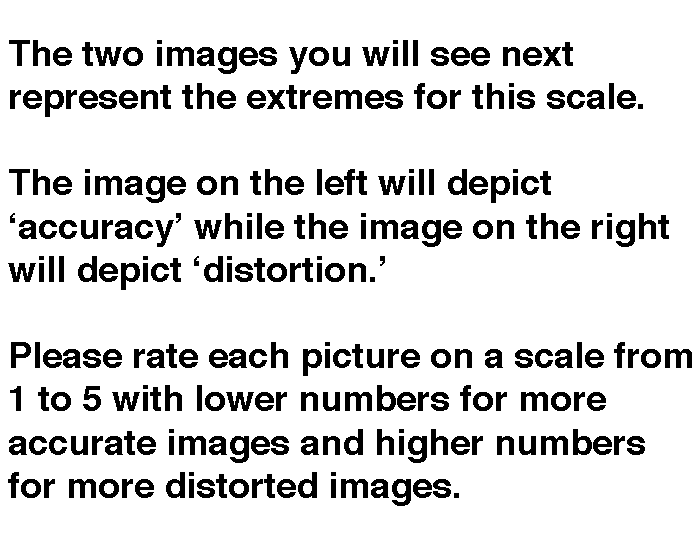 The two images you will see next
represent the extremes for this scale.
The image on the left will depict
‘accuracy’ while the image on the right
will depict ‘distortion.’
Please rate each picture on a scale from
1 to 5 with lower numbers for more
accurate images and higher numbers
for more distorted images.